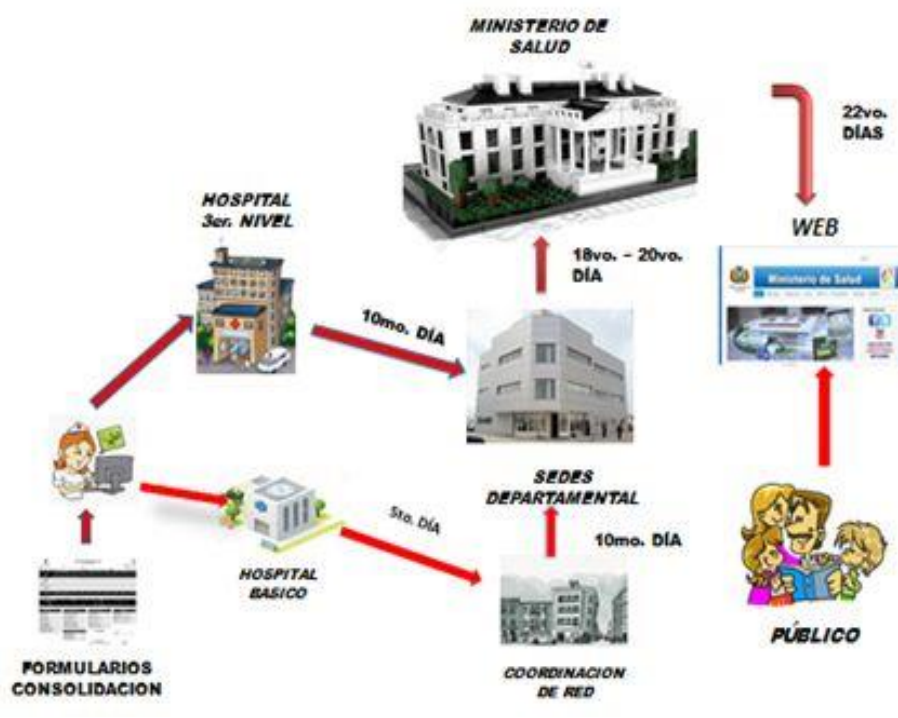 MINISTERIO DE
SALUD
22vo.
DÍAS
HOSPITAL
3er. NIVEL
WEB
18vo. – 20vo.
DÍA
Ministerio de Salud
10mo. DÍA
SEDES
DEPARTAMENTAL
5to. DÍA
10mo. DÍA
HOSPITAL
BASICO
PÚBLICO
FORMULARIOS
CONSOLIDACION
COORDINACION
DE RED